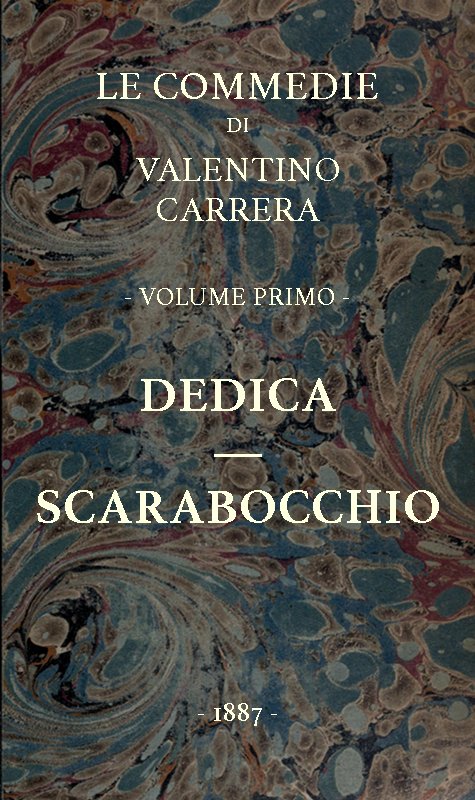 LE COMMEDIE
DI
VALENTINO
CARRERA
- VOLUME PRIMO -
DEDICA
—
SCARABOCCHIO
- 1887 -